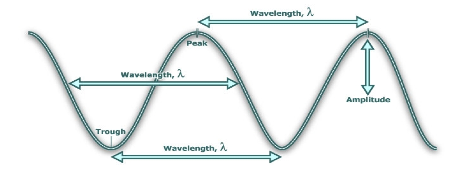 Wavelength, λ
Peak
Wavelength, λ
Amplitude
Trough
Wavelength, λ